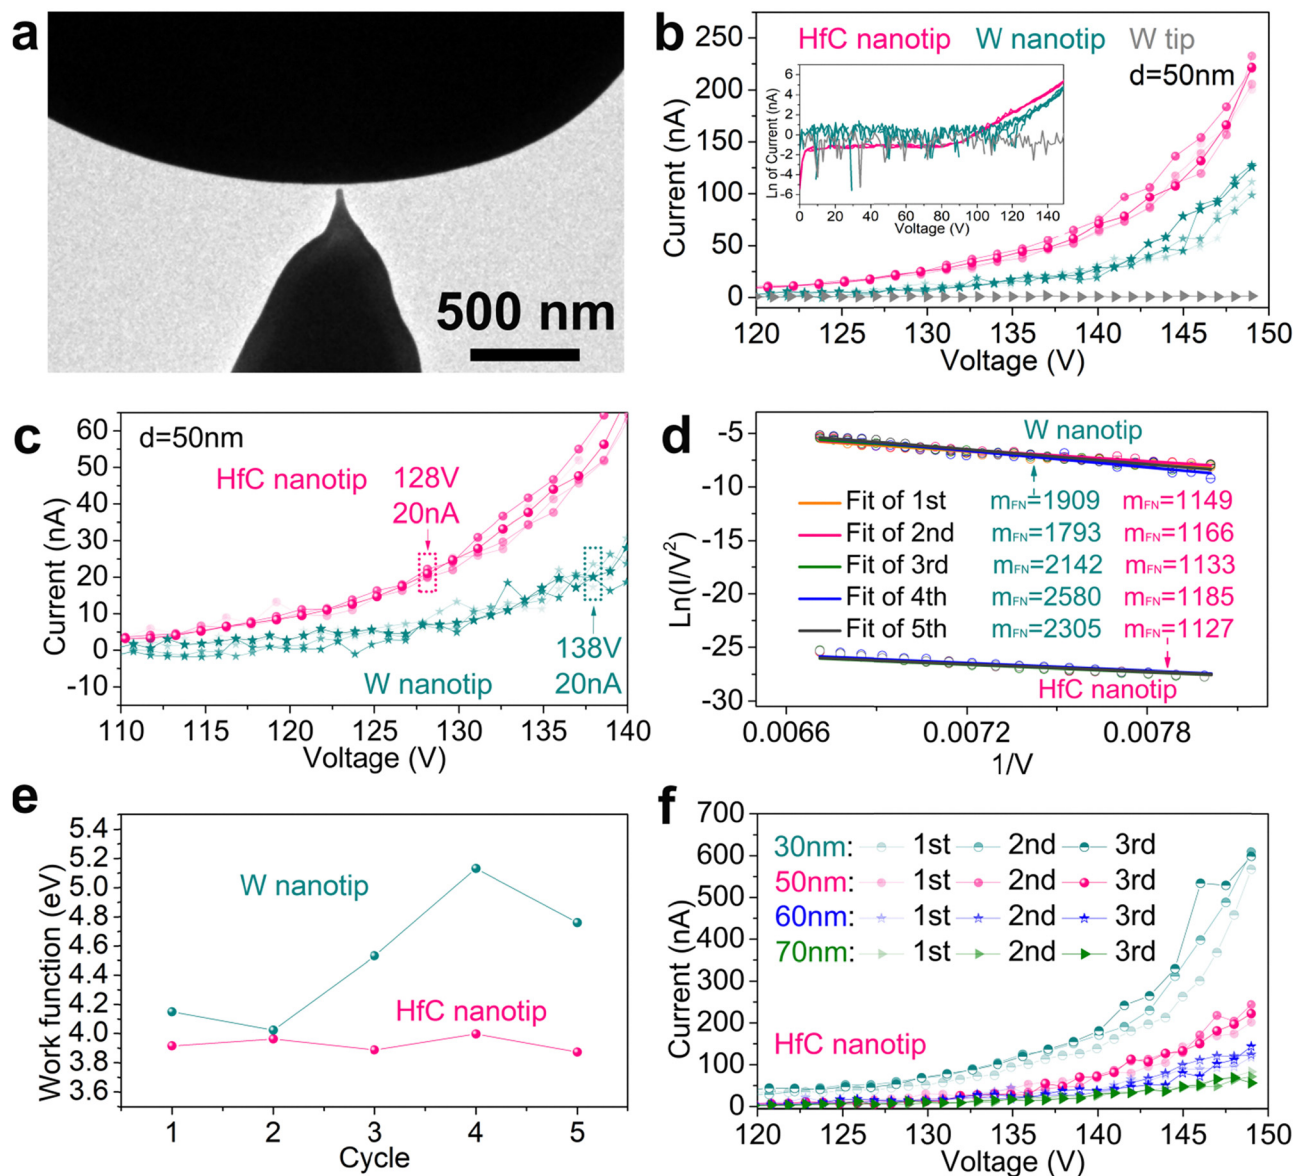 a
500 nm
b
HfC nanotip W nanotip W tip
d=50nm
Current (nA)
250
200
150
100
50
0
120 125 130 135 140 145 150
Voltage (V)
Ln of Current (nA)
6
4
2
0
-2
-4
-6
0 20 40 60 80 100 120 140
Voltage (V)
c
d=50nm
HfC nanotip
128V
20nA
Current (nA)
60
50
40
30
20
10
0
-10
W nanotip
138V
20nA
110 115 120 125 130 135 140
Voltage (V)
d
Ln(I/V²)
-5
-10
-15
-20
-25
-30
W nanotip
Fit of 1st mFN=1909 mFN=1149
Fit of 2nd mFN=1793 mFN=1166
Fit of 3rd mFN=2142 mFN=1133
Fit of 4th mFN=2580 mFN=1185
Fit of 5th mFN=2305 mFN=1127
HfC nanotip
0.0066 0.0072 0.0078
1/V
e
Work function (eV)
5.4
5.2
5.0
4.8
4.6
4.4
4.2
4.0
3.8
3.6
W nanotip
HfC nanotip
1 2 3 4 5
Cycle
f
Current (nA)
700
600
500
400
300
200
100
0
30nm: 1st 2nd 3rd
50nm: 1st 2nd 3rd
60nm: 1st 2nd 3rd
70nm: 1st 2nd 3rd
HfC nanotip
120 125 130 135 140 145 150
Voltage (V)